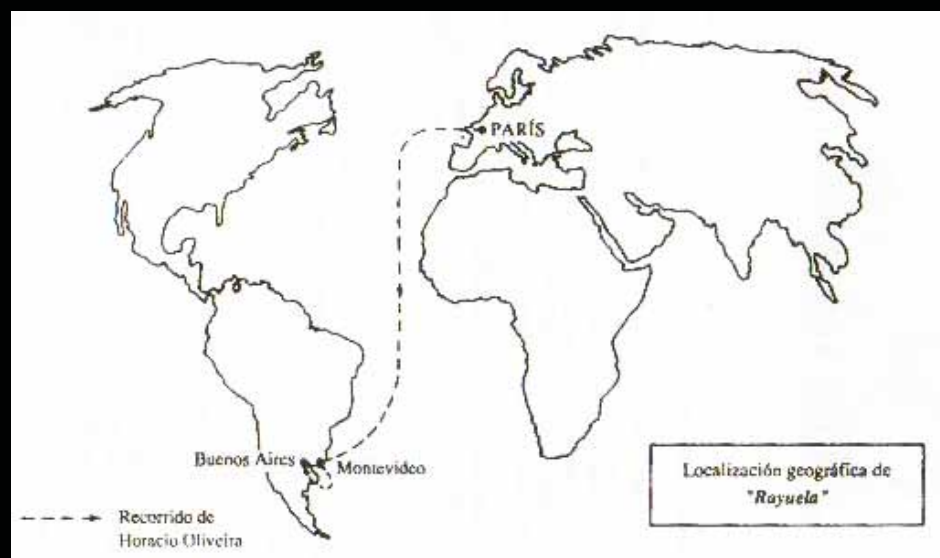 PARÍS
Buenos Aires
Montevideo
Localización geográfica de
"Rayuela"
Recorrido de
Horacio Oliveira